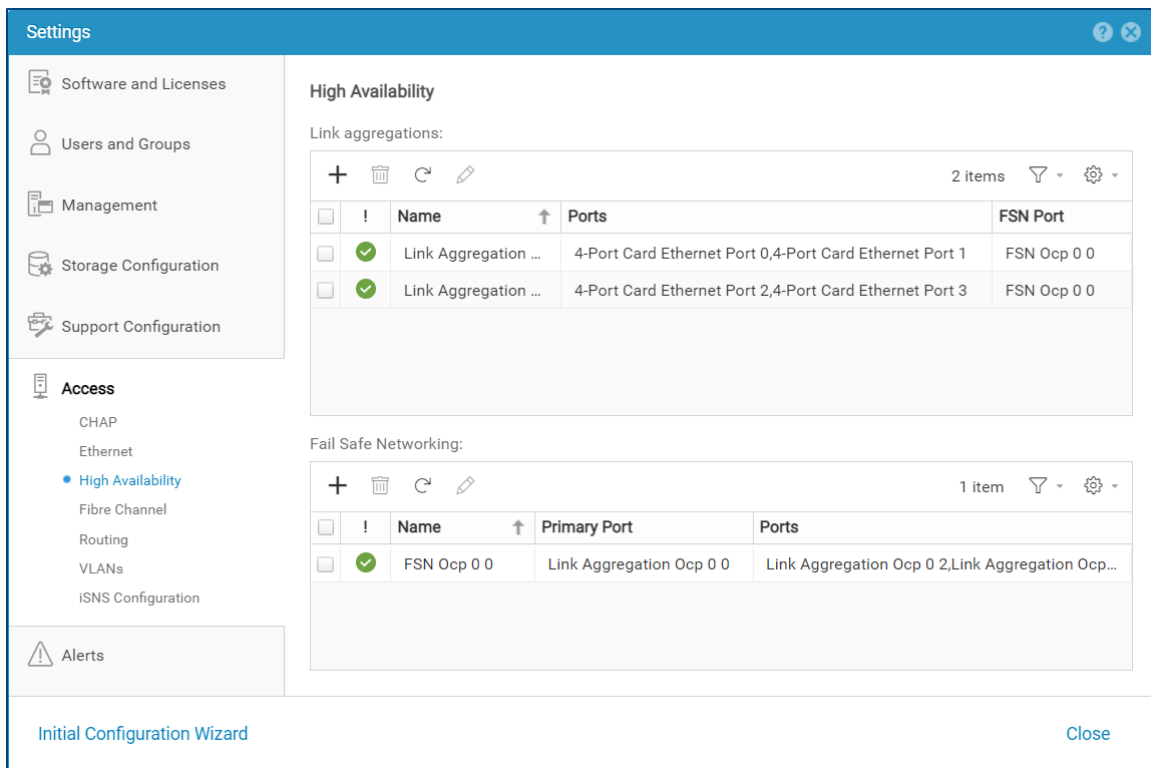 Settings
Software and Licenses
Users and Groups
Management
Storage Configuration
Support Configuration
Access
CHAP
Ethernet
High Availability
Fibre Channel
Routing
VLANs
iSNS Configuration
Alerts
High Availability
Link aggregations:
2 items
! Name Ports FSN Port
Link Aggregation ... 4-Port Card Ethernet Port 0,4-Port Card Ethernet Port 1 FSN Ocp 0 0
Link Aggregation ... 4-Port Card Ethernet Port 2,4-Port Card Ethernet Port 3 FSN Ocp 0 0
Fail Safe Networking:
1 item
! Name Primary Port Ports
FSN Ocp 0 0 Link Aggregation Ocp 0 0 Link Aggregation Ocp 0 2,Link Aggregation Ocp...
Initial Configuration Wizard
Close